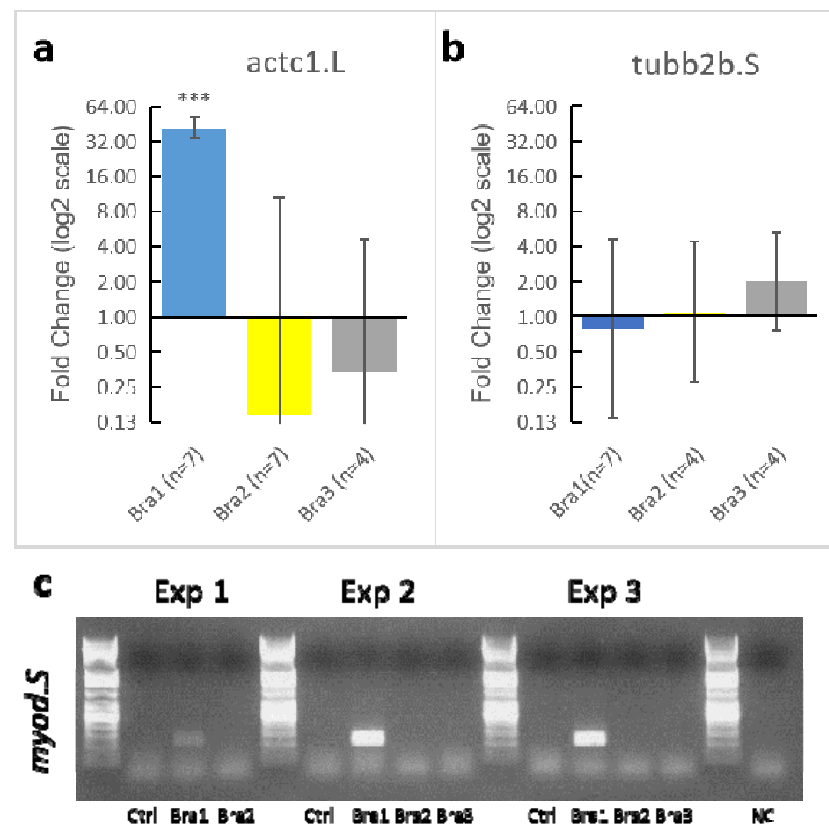 a
actc1.L
***
Fold Change (log2 scale)
64.00
32.00
16.00
8.00
4.00
2.00
1.00
0.50
0.25
0.13
Bra1 (n=7)
Bra2 (n=7)
Bra3 (n=4)
b
tubb2b.S
Fold Change (log2 scale)
64.00
32.00
16.00
8.00
4.00
2.00
1.00
0.50
0.25
0.13
Bra1(n=7)
Bra2 (n=4)
Bra3 (n=4)
c
Exp 1 Exp 2 Exp 3
myod.S
Ctrl Bra1 Bra2 Ctrl Bra1 Bra2 Bra3 Ctrl Bra1 Bra2 Bra3 NC